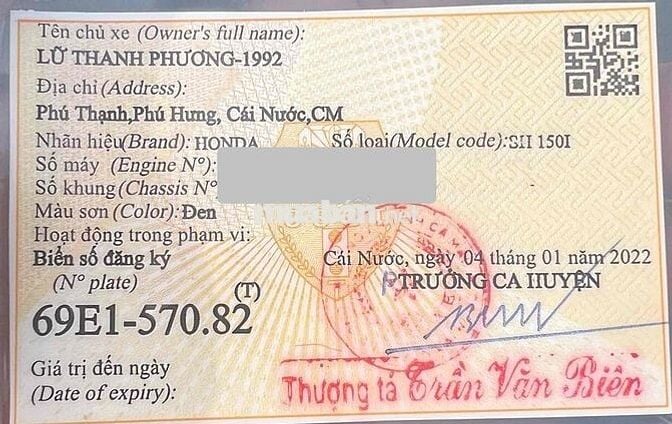 Tên chủ xe (Owner's full name):
LỮ THANH PHƯƠNG-1992
Địa chỉ (Address):
Phú Thạnh,Phú Hưng, Cái Nước,CM
Nhãn hiệu(Brand): HONDA Số loại(Model code):SH 150I
Số máy (Engine Nº):
Số khung (Chassis Nº
Màu sơn (Color): Đen
Hoạt động trong phạm vi:
Biển số đăng ký Cái Nước, ngày 04 tháng 01 năm 2022
(Nº plate) P TRƯỞNG CA HUYỆN
69E1-570.82 (T)
Giá trị đến ngày
(Date of expiry):
Thượng tá Trần Văn Biên